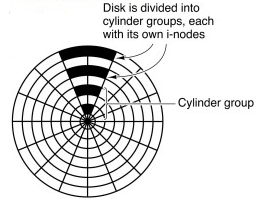 Disk is divided into
cylinder groups, each
with its own i-nodes
Cylinder group